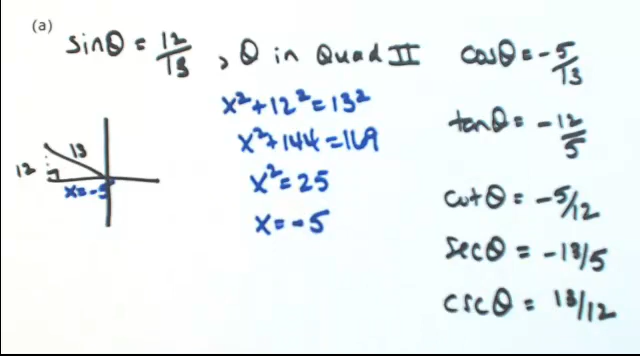 (a)
sinθ = 12/13 , θ in Quad II
x² + 12² = 13²
x² + 144 = 169
x² = 25
x = -5
13
12
x = -5
cosθ = -5/13
tanθ = -12/5
cotθ = -5/12
secθ = -13/5
cscθ = 13/12